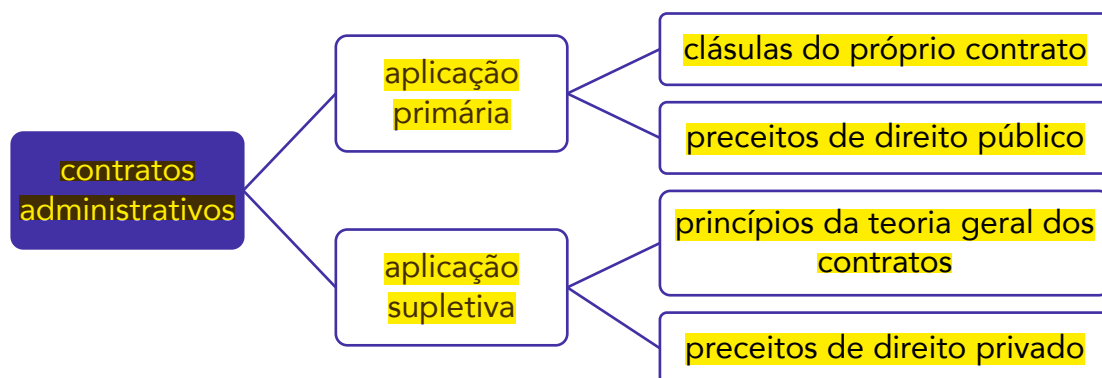 contratos
administrativos
aplicação
primária
clásulas do próprio contrato
preceitos de direito público
aplicação
supletiva
princípios da teoria geral dos
contratos
preceitos de direito privado